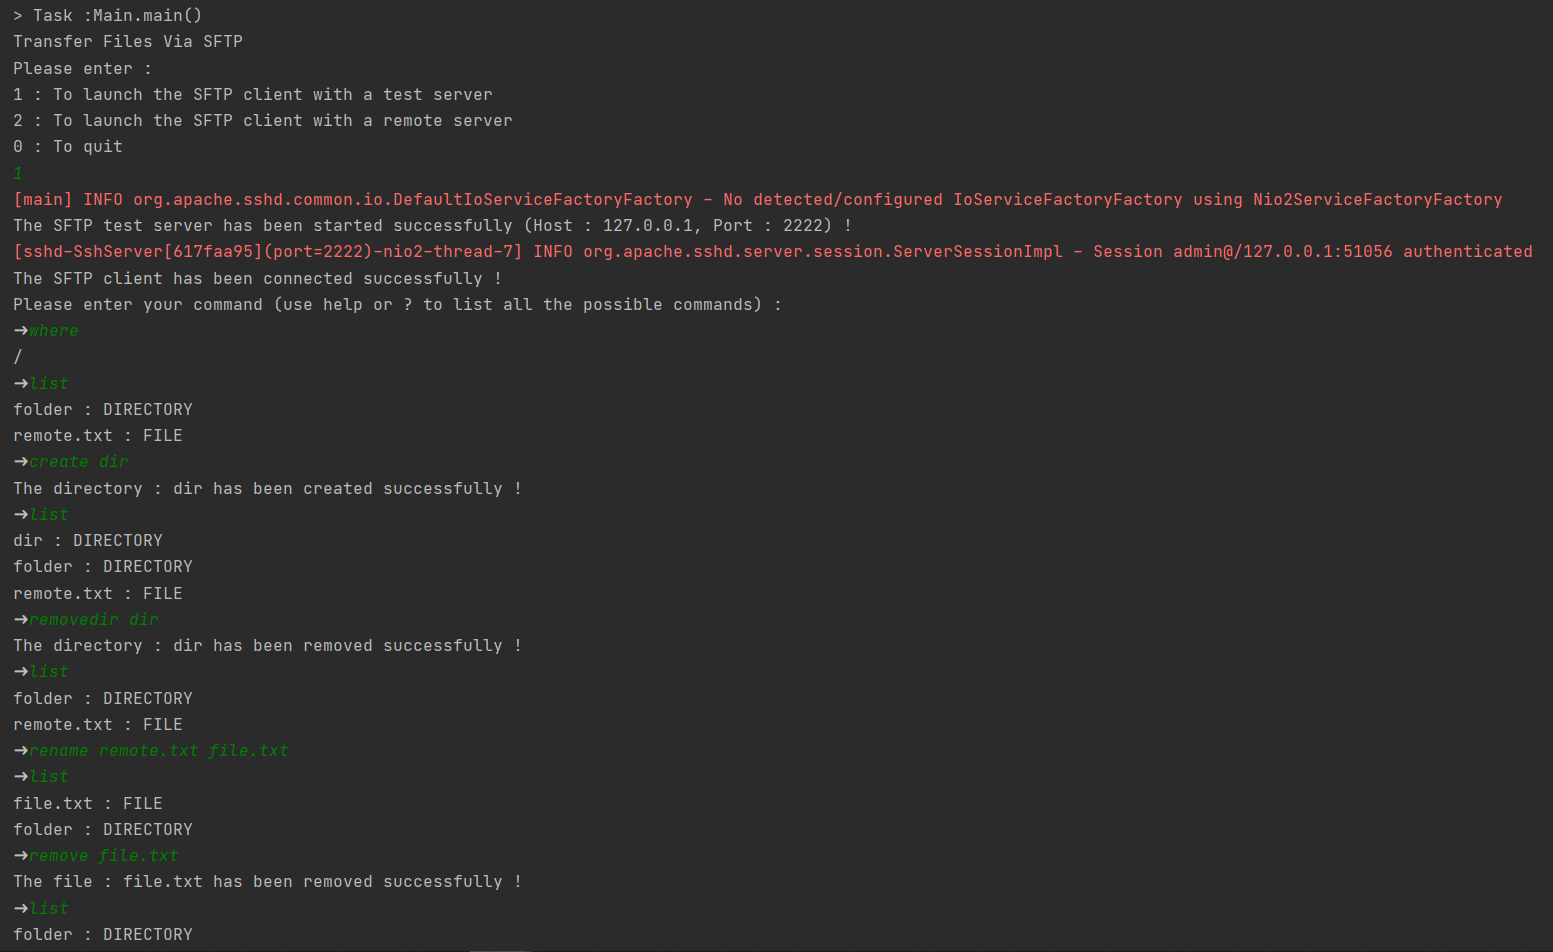 > Task :Main.main()
Transfer Files Via SFTP
Please enter :
1 : To launch the SFTP client with a test server
2 : To launch the SFTP client with a remote server
0 : To quit
1
[main] INFO org.apache.sshd.common.io.DefaultIoServiceFactoryFactory - No detected/configured IoServiceFactoryFactory using Nio2ServiceFactoryFactory
The SFTP test server has been started successfully (Host : 127.0.0.1, Port : 2222) !
[sshd-SshServer[617faa95](port=2222)-nio2-thread-7] INFO org.apache.sshd.server.session.ServerSessionImpl - Session admin@/127.0.0.1:51056 authenticated
The SFTP client has been connected successfully !
Please enter your command (use help or ? to list all the possible commands) :
➔where
/
➔list
folder : DIRECTORY
remote.txt : FILE
➔create dir
The directory : dir has been created successfully !
➔list
dir : DIRECTORY
folder : DIRECTORY
remote.txt : FILE
➔removedir dir
The directory : dir has been removed successfully !
➔list
folder : DIRECTORY
remote.txt : FILE
➔rename remote.txt file.txt
➔list
file.txt : FILE
folder : DIRECTORY
➔remove file.txt
The file : file.txt has been removed successfully !
➔list
folder : DIRECTORY